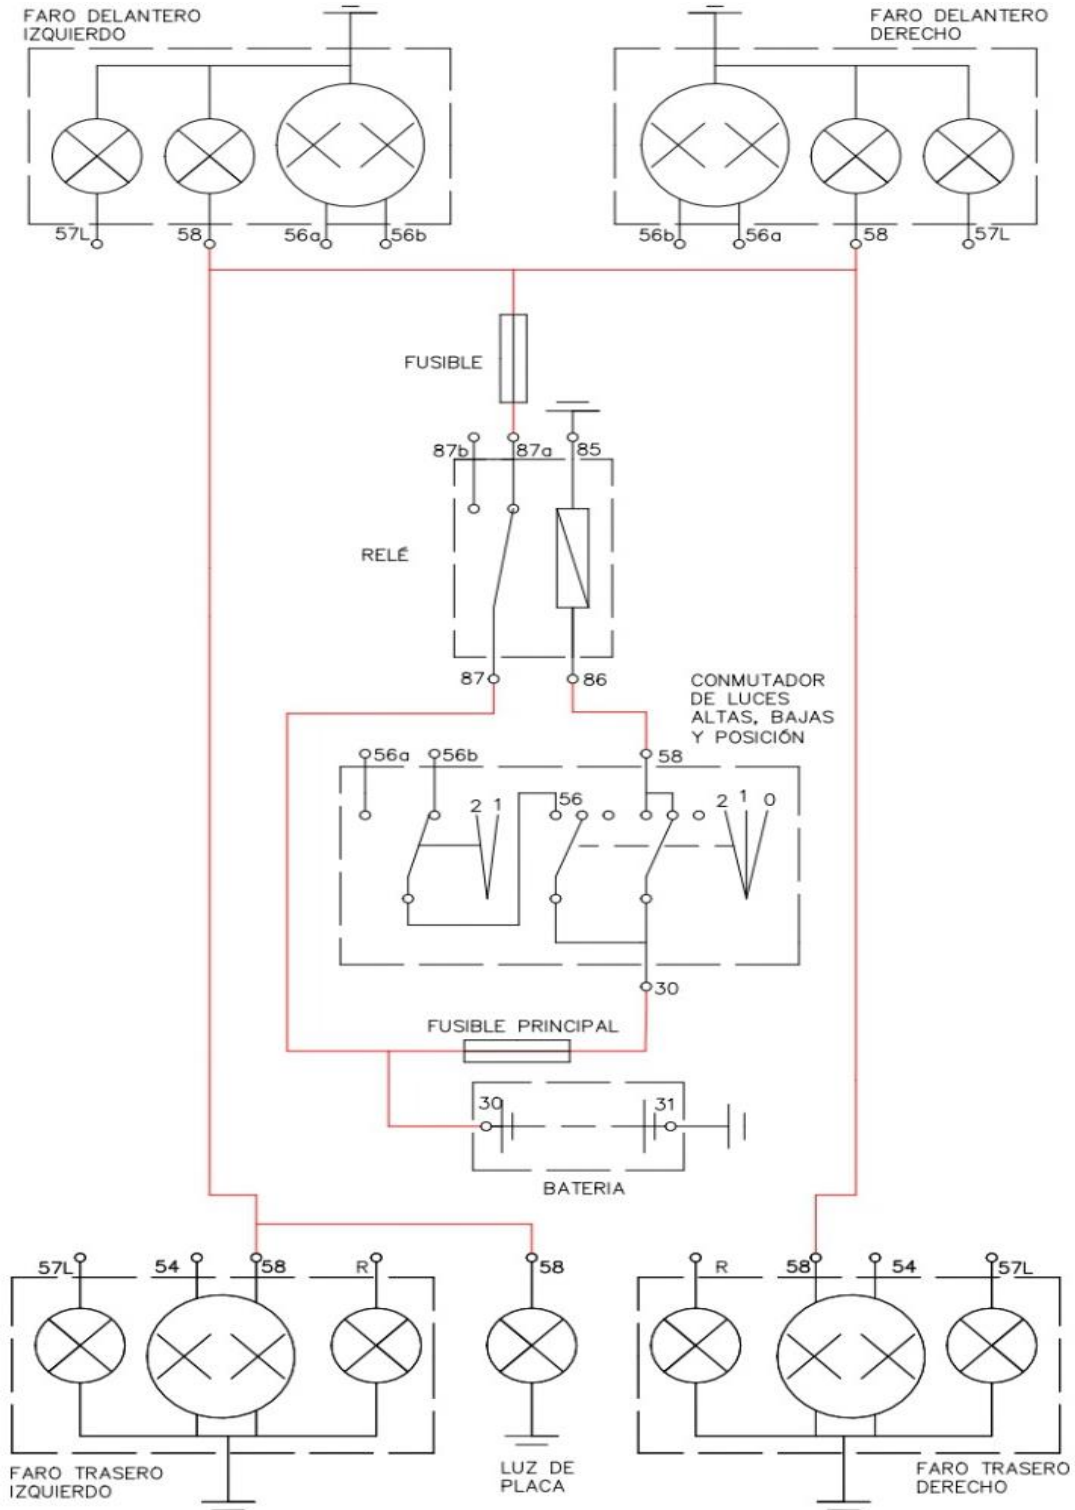 FARO DELANTERO
IZQUIERDO
FARO DELANTERO
DERECHO
57L
58
56a
56b
56b
56a
58
57L
FUSIBLE
87b
87a
85
RELÉ
87
86
CONMUTADOR
DE LUCES
ALTAS, BAJAS
Y POSICIÓN
56a
56b
58
2 1
56
2 1 0
30
FUSIBLE PRINCIPAL
30
31
BATERIA
57L
54
58
R
58
R
58
54
57L
FARO TRASERO
IZQUIERDO
LUZ DE
PLACA
FARO TRASERO
DERECHO